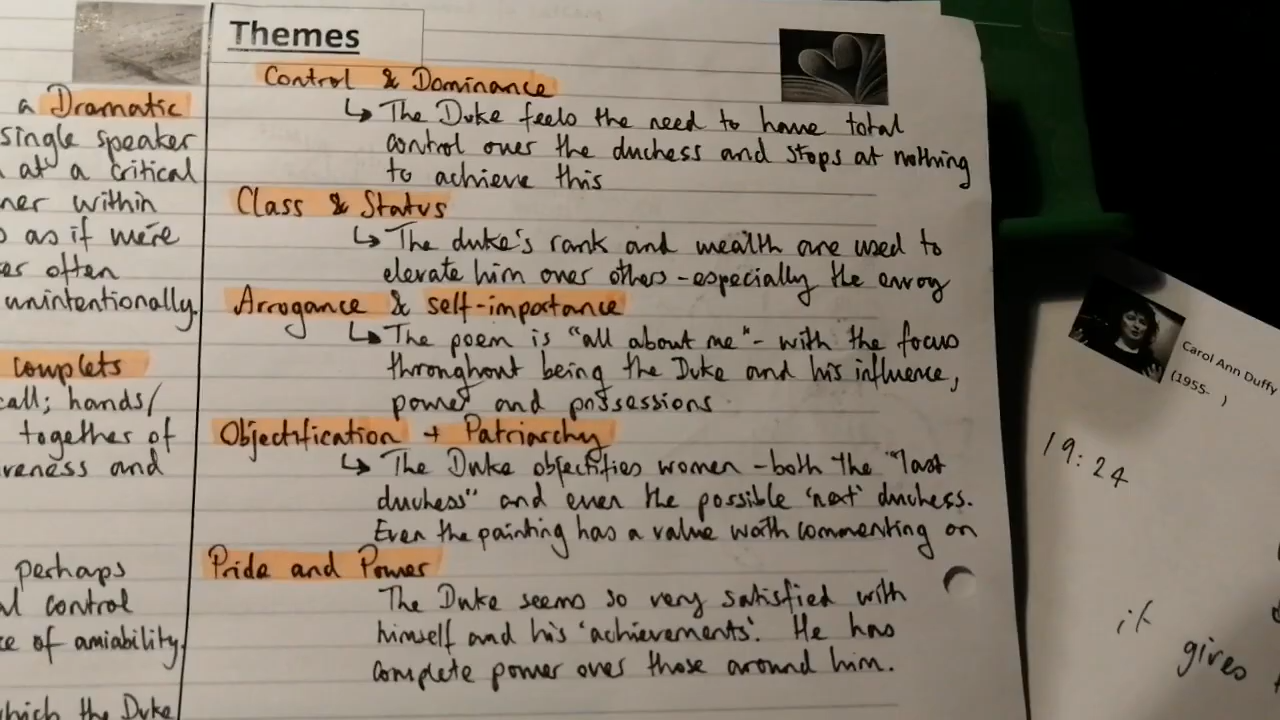 a Dramatic
single speaker
at a critical
ner within
as if mere
er often
unintentionally.
couplets
call; hands/
together of
reness and
perhaps
al control
ce of amiability.
which the Duke
Themes
Control & Dominance
↳ The Duke feels the need to have total
control over the duchess and stops at nothing
to achieve this
Class & Status
↳ The duke's rank and wealth are used to
elevate him over others - especially the envoy
Arrogance & self-importance
↳ The poem is "all about me" - with the focus
throughout being the Duke and his influence,
power and possessions
Objectification + Patriarchy
↳ The Duke objectifies women - both the "last
duchess" and even the possible 'next' duchess.
Even the painting has a value worth commenting on
Pride and Power
The Duke seems so very satisfied with
himself and his 'achievements'. He has
complete power over those around him.
Carol Ann Duffy
(1955- )
19:24
it
gives